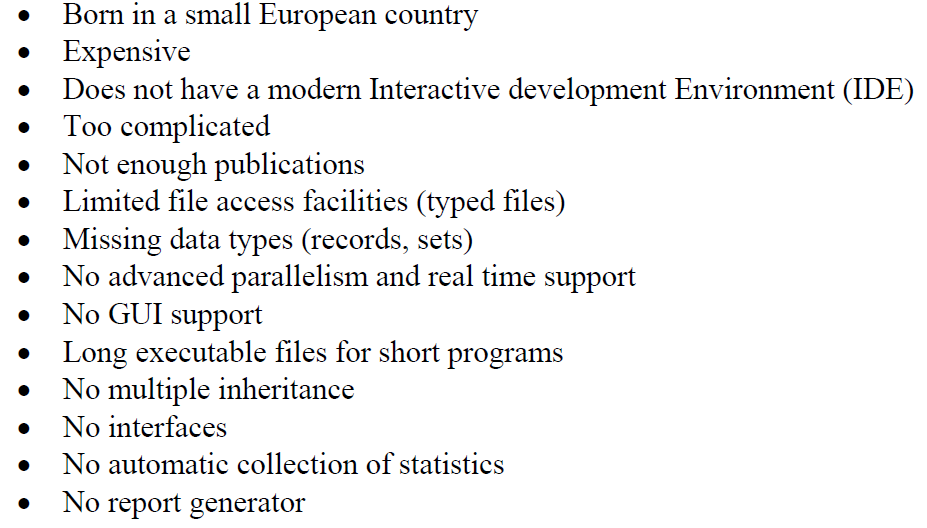 • Born in a small European country
• Expensive
• Does not have a modern Interactive development Environment (IDE)
• Too complicated
• Not enough publications
• Limited file access facilities (typed files)
• Missing data types (records, sets)
• No advanced parallelism and real time support
• No GUI support
• Long executable files for short programs
• No multiple inheritance
• No interfaces
• No automatic collection of statistics
• No report generator